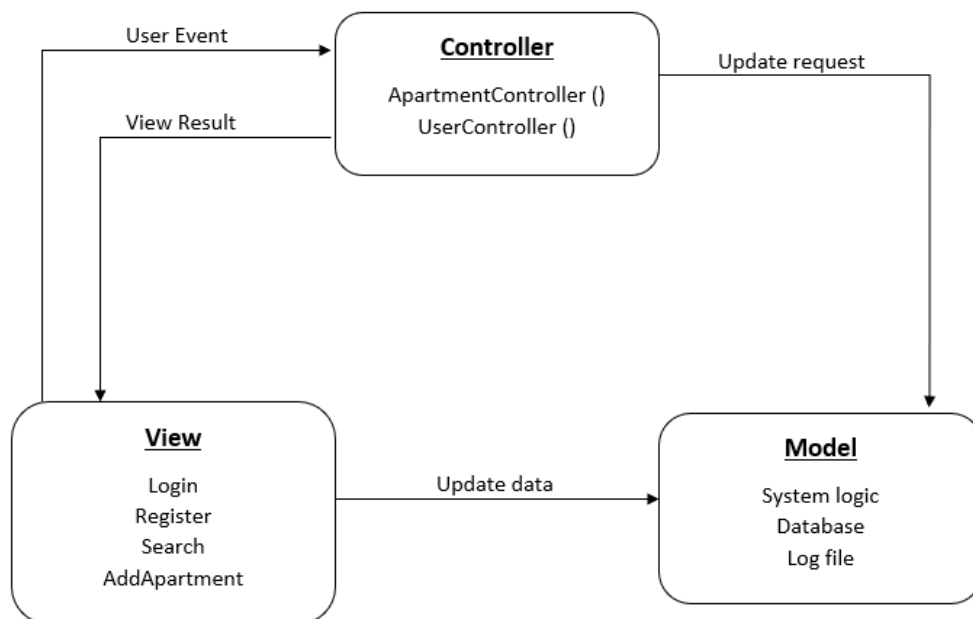 User Event
Controller
Update request
ApartmentController ()
View Result
UserController ()
View
Login
Register
Search
AddApartment
Update data
Model
System logic
Database
Log file